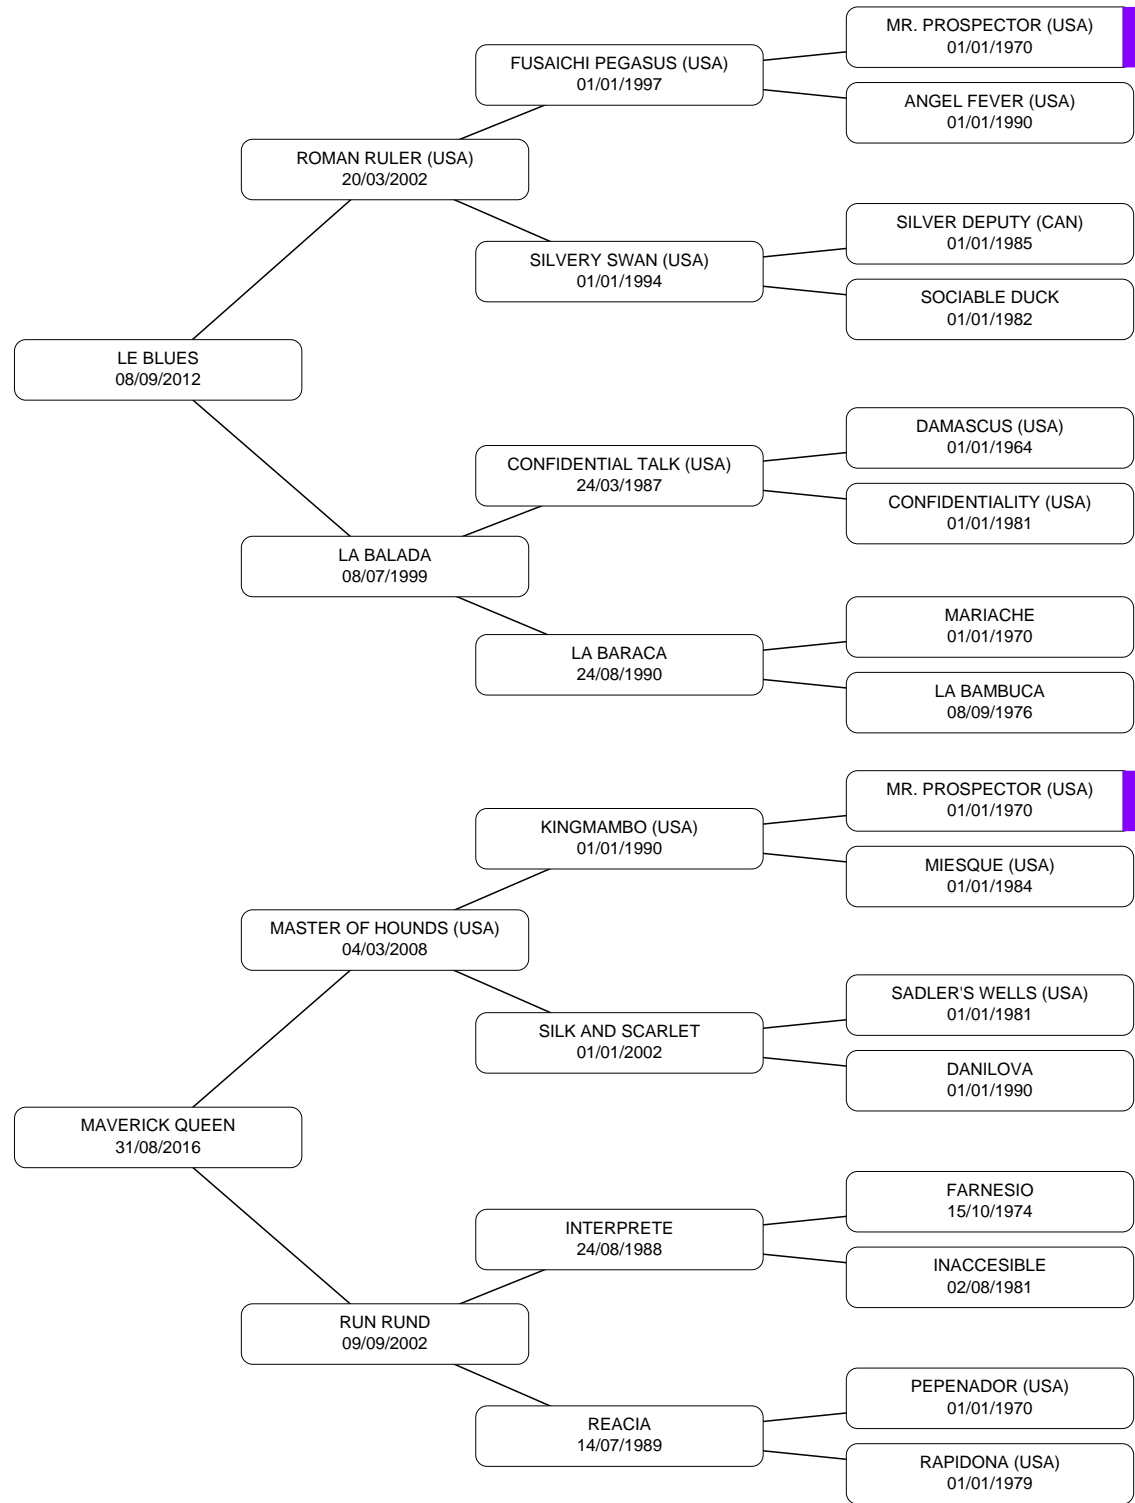 MR. PROSPECTOR (USA)
01/01/1970
FUSAICHI PEGASUS (USA)
01/01/1997
ANGEL FEVER (USA)
01/01/1990
ROMAN RULER (USA)
20/03/2002
SILVER DEPUTY (CAN)
01/01/1985
SILVERY SWAN (USA)
01/01/1994
SOCIABLE DUCK
01/01/1982
LE BLUES
08/09/2012
DAMASCUS (USA)
01/01/1964
CONFIDENTIAL TALK (USA)
24/03/1987
CONFIDENTIALITY (USA)
01/01/1981
LA BALADA
08/07/1999
MARIACHE
01/01/1970
LA BARACA
24/08/1990
LA BAMBUCA
08/09/1976
MR. PROSPECTOR (USA)
01/01/1970
KINGMAMBO (USA)
01/01/1990
MIESQUE (USA)
01/01/1984
MASTER OF HOUNDS (USA)
04/03/2008
SADLER'S WELLS (USA)
01/01/1981
SILK AND SCARLET
01/01/2002
DANILOVA
01/01/1990
MAVERICK QUEEN
31/08/2016
FARNESIO
15/10/1974
INTERPRETE
24/08/1988
INACCESIBLE
02/08/1981
RUN RUND
09/09/2002
PEPENADOR (USA)
01/01/1970
REACIA
14/07/1989
RAPIDONA (USA)
01/01/1979